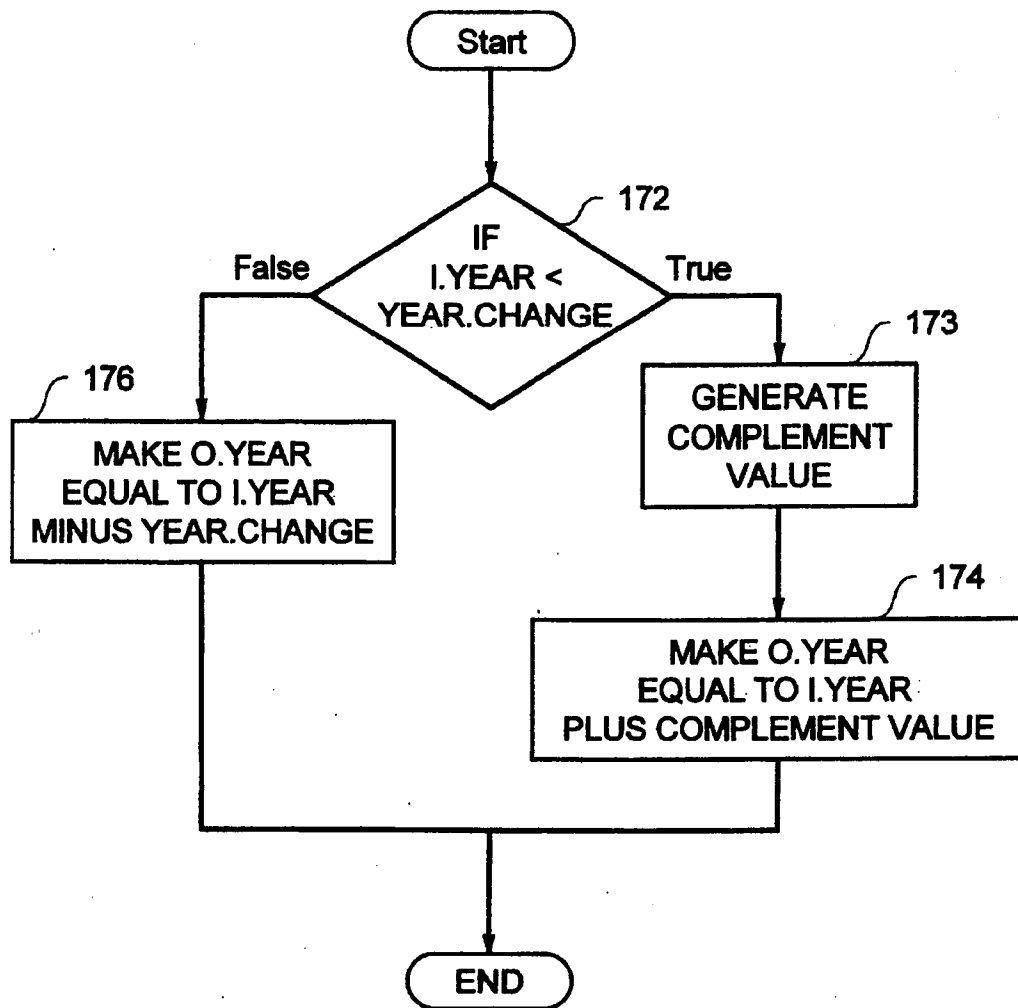 Start
172
IF
I.YEAR <
YEAR.CHANGE
False
True
173
GENERATE
COMPLEMENT
VALUE
176
MAKE O.YEAR
EQUAL TO I.YEAR
MINUS YEAR.CHANGE
174
MAKE O.YEAR
EQUAL TO I.YEAR
PLUS COMPLEMENT VALUE
END